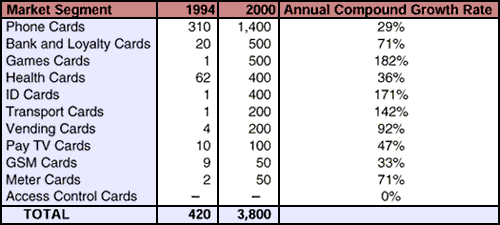 Market Segment 1994 2000 Annual Compound Growth Rate
Phone Cards 310 1,400 29%
Bank and Loyalty Cards 20 500 71%
Games Cards 1 500 182%
Health Cards 62 400 36%
ID Cards 1 400 171%
Transport Cards 1 200 142%
Vending Cards 4 200 92%
Pay TV Cards 10 100 47%
GSM Cards 9 50 33%
Meter Cards 2 50 71%
Access Control Cards – – 0%
TOTAL 420 3,800